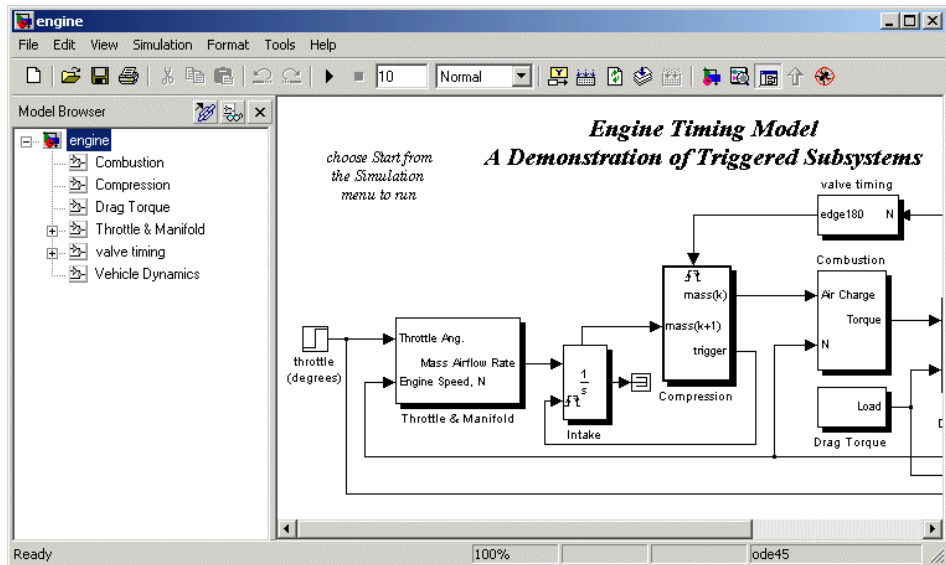 engine
File Edit View Simulation Format Tools Help
10 Normal
Model Browser
engine
Combustion
Compression
Drag Torque
Throttle & Manifold
valve timing
Vehicle Dynamics
Engine Timing Model
A Demonstration of Triggered Subsystems
choose Start from
the Simulation
menu to run
valve timing
edge180 N
Combustion
Air Charge
Torque
N
mass(k)
mass(k+1)
trigger
Compression
throttle
(degrees)
Throttle Ang.
Mass Airflow Rate
Engine Speed, N
Throttle & Manifold
1
s
Intake
Load
Drag Torque
Ready 100% ode45